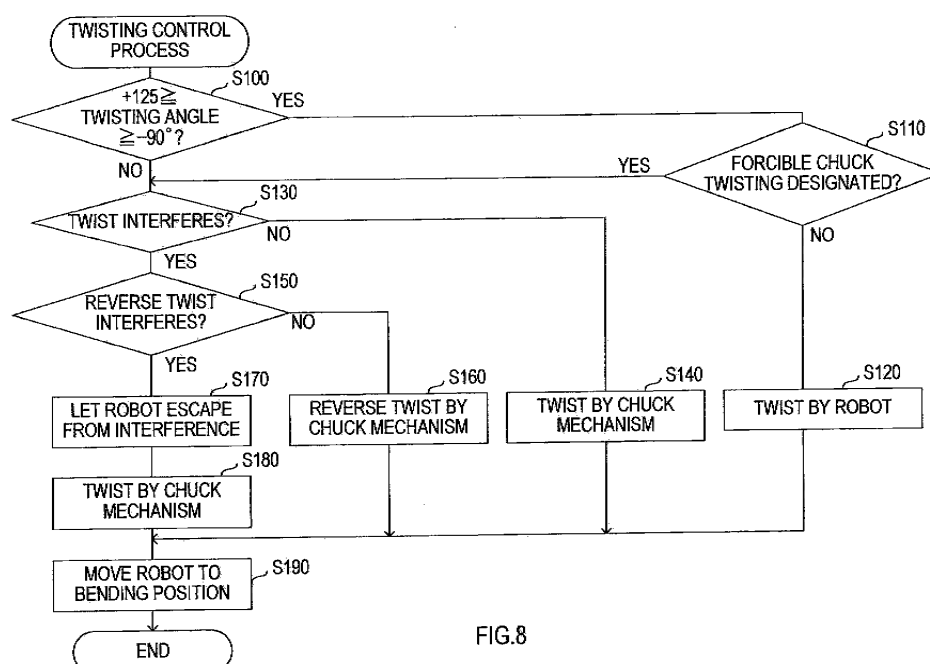 TWISTING CONTROL
PROCESS
S100
+125≧
TWISTING ANGLE
≧−90°?
YES
NO
S110
FORCIBLE CHUCK
TWISTING DESIGNATED?
YES
NO
S130
TWIST INTERFERES?
NO
YES
S150
REVERSE TWIST
INTERFERES?
NO
YES
S170
LET ROBOT ESCAPE
FROM INTERFERENCE
S160
REVERSE TWIST BY
CHUCK MECHANISM
S140
TWIST BY CHUCK
MECHANISM
S120
TWIST BY ROBOT
S180
TWIST BY CHUCK
MECHANISM
S190
MOVE ROBOT TO
BENDING POSITION
END
FIG.8